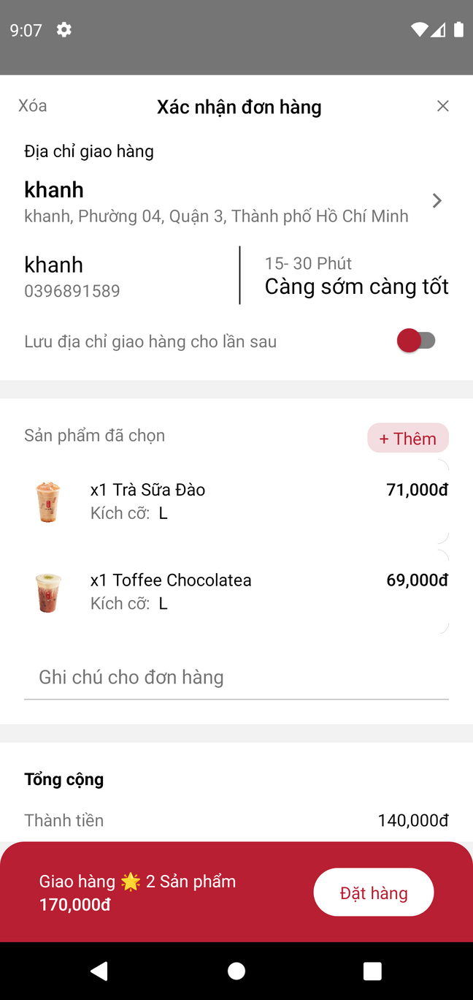 9:07
Xóa
Xác nhận đơn hàng
Địa chỉ giao hàng
khanh
khanh, Phường 04, Quận 3, Thành phố Hồ Chí Minh
khanh
0396891589
15- 30 Phút
Càng sớm càng tốt
Lưu địa chỉ giao hàng cho lần sau
Sản phẩm đã chọn
+ Thêm
x1 Trà Sữa Đào
71,000đ
Kích cỡ: L
x1 Toffee Chocolatea
69,000đ
Kích cỡ: L
Ghi chú cho đơn hàng
Tổng cộng
Thành tiền
140,000đ
Giao hàng 🌟 2 Sản phẩm
170,000đ
Đặt hàng